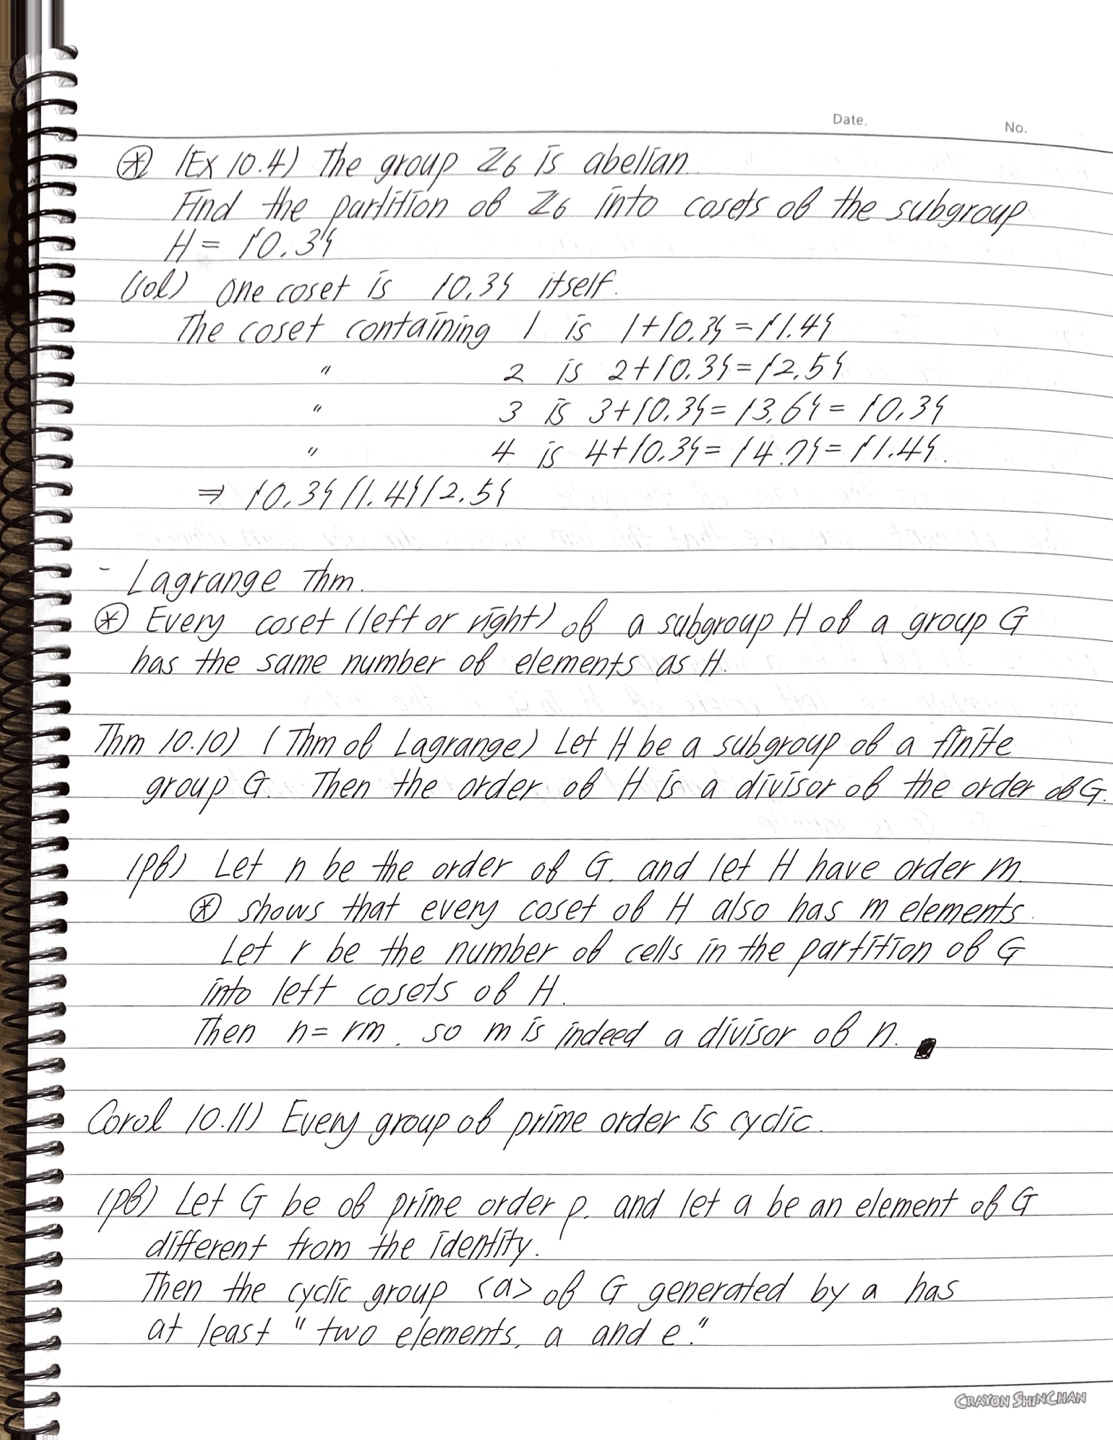 Date.
No.
⊛ (Ex 10.4) The group ℤ6 is abelian.
Find the partition of ℤ6 into cosets of the subgroup
H = {0,3}
(sol) One coset is {0,3} itself.
The coset containing 1 is 1+{0,3} = {1,4}
〃 2 is 2+{0,3} = {2,5}
〃 3 is 3+{0,3} = {3,6} = {0,3}
〃 4 is 4+{0,3} = {4,7} = {1,4}.
⇒ {0,3} {1,4} {2,5}
- Lagrange Thm.
⊛ Every coset (left or right) of a subgroup H of a group G
has the same number of elements as H.
Thm 10.10) (Thm of Lagrange) Let H be a subgroup of a finite
group G. Then the order of H is a divisor of the order of G.
(pf) Let n be the order of G, and let H have order m.
⊛ shows that every coset of H also has m elements.
Let r be the number of cells in the partition of G
into left cosets of H.
Then n = rm, so m is indeed a divisor of n. ■
Corol 10.11) Every group of prime order is cyclic.
(pf) Let G be of prime order p, and let a be an element of G
different from the identity.
Then the cyclic group <a> of G generated by a has
at least "two elements, a and e."
CRAYON SHINCHAN